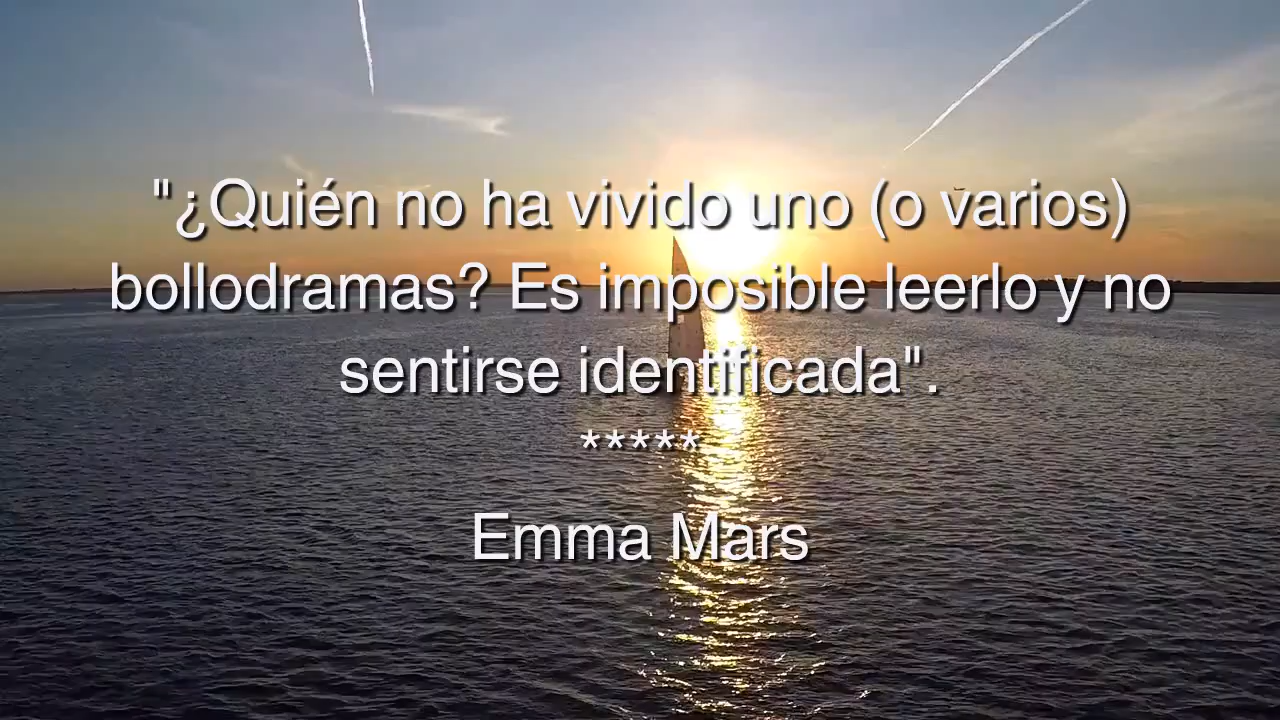 "¿Quién no ha vivido uno (o varios)
bollodramas? Es imposible leerlo y no
sentirse identificada".
*****
Emma Mars